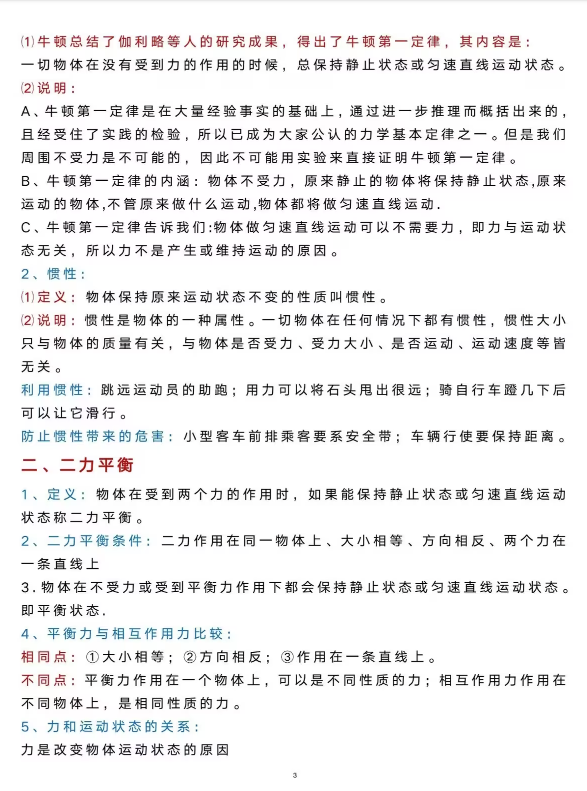 ⑴牛顿总结了伽利略等人的研究成果，得出了牛顿第一定律，其内容是：
一切物体在没有受到力的作用的时候，总保持静止状态或匀速直线运动状态。
⑵说明：
A、牛顿第一定律是在大量经验事实的基础上，通过进一步推理而概括出来的，
且经受住了实践的检验，所以已成为大家公认的力学基本定律之一。但是我们
周围不受力是不可能的，因此不可能用实验来直接证明牛顿第一定律。
B、牛顿第一定律的内涵：物体不受力，原来静止的物体将保持静止状态,原来
运动的物体,不管原来做什么运动,物体都将做匀速直线运动.
C、牛顿第一定律告诉我们:物体做匀速直线运动可以不需要力，即力与运动状
态无关，所以力不是产生或维持运动的原因。
2、惯性：
⑴定义：物体保持原来运动状态不变的性质叫惯性。
⑵说明：惯性是物体的一种属性。一切物体在任何情况下都有惯性，惯性大小
只与物体的质量有关，与物体是否受力、受力大小、是否运动、运动速度等皆
无关。
利用惯性：跳远运动员的助跑；用力可以将石头甩出很远；骑自行车蹬几下后
可以让它滑行。
防止惯性带来的危害：小型客车前排乘客要系安全带；车辆行使要保持距离。
二、二力平衡
1、定义：物体在受到两个力的作用时，如果能保持静止状态或匀速直线运动
状态称二力平衡。
2、二力平衡条件：二力作用在同一物体上、大小相等、方向相反、两个力在
一条直线上
3.物体在不受力或受到平衡力作用下都会保持静止状态或匀速直线运动状态。
即平衡状态.
4、平衡力与相互作用力比较：
相同点：①大小相等；②方向相反；③作用在一条直线上。
不同点：平衡力作用在一个物体上，可以是不同性质的力；相互作用力作用在
不同物体上，是相同性质的力。
5、力和运动状态的关系：
力是改变物体运动状态的原因
3